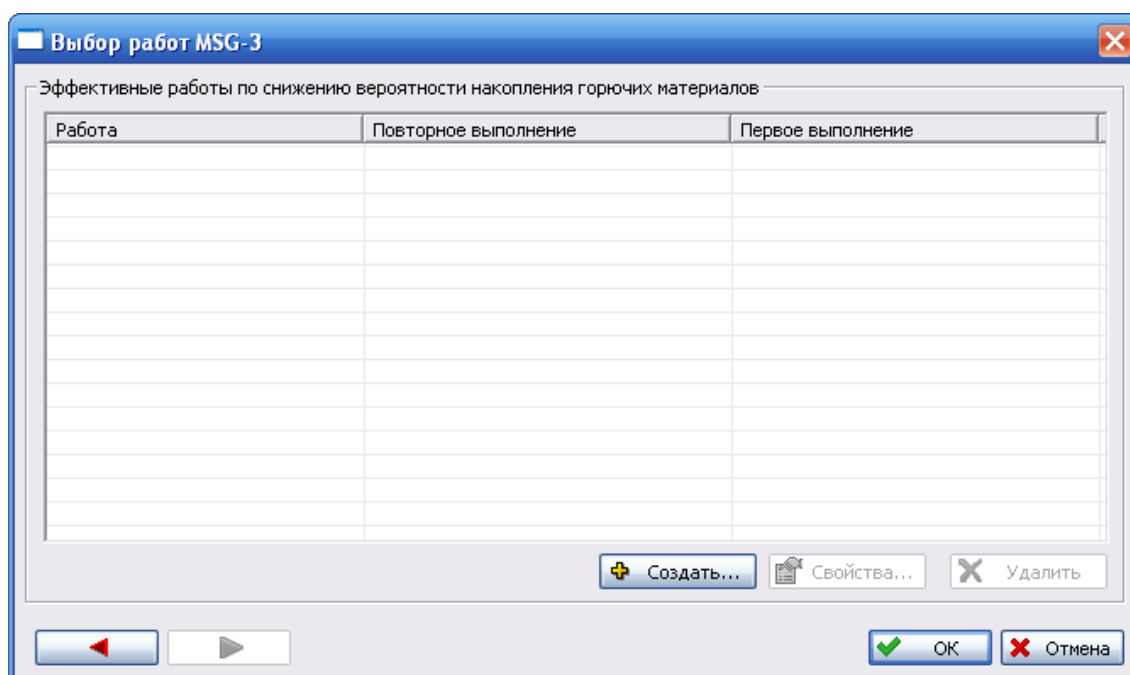 Выбор работ MSG-3
Эффективные работы по снижению вероятности накопления горючих материалов
Работа Повторное выполнение Первое выполнение
Создать... Свойства... Удалить
ОК Отмена